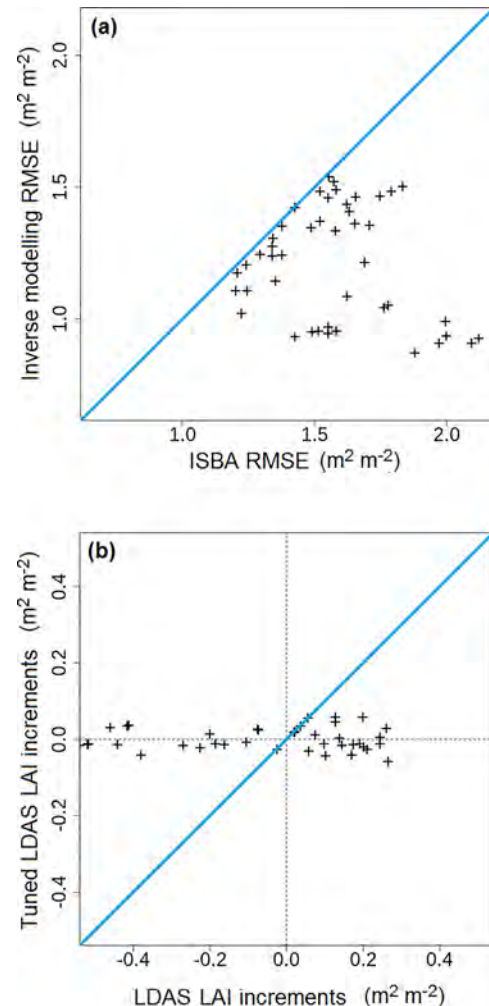 (a)
Inverse modelling RMSE (m² m⁻²)
2.0
1.5
1.0
1.0 1.5 2.0
ISBA RMSE (m² m⁻²)
(b)
Tuned LDAS LAI increments (m² m⁻²)
0.4
0.2
0.0
-0.2
-0.4
-0.4 -0.2 0.0 0.2 0.4
LDAS LAI increments (m² m⁻²)